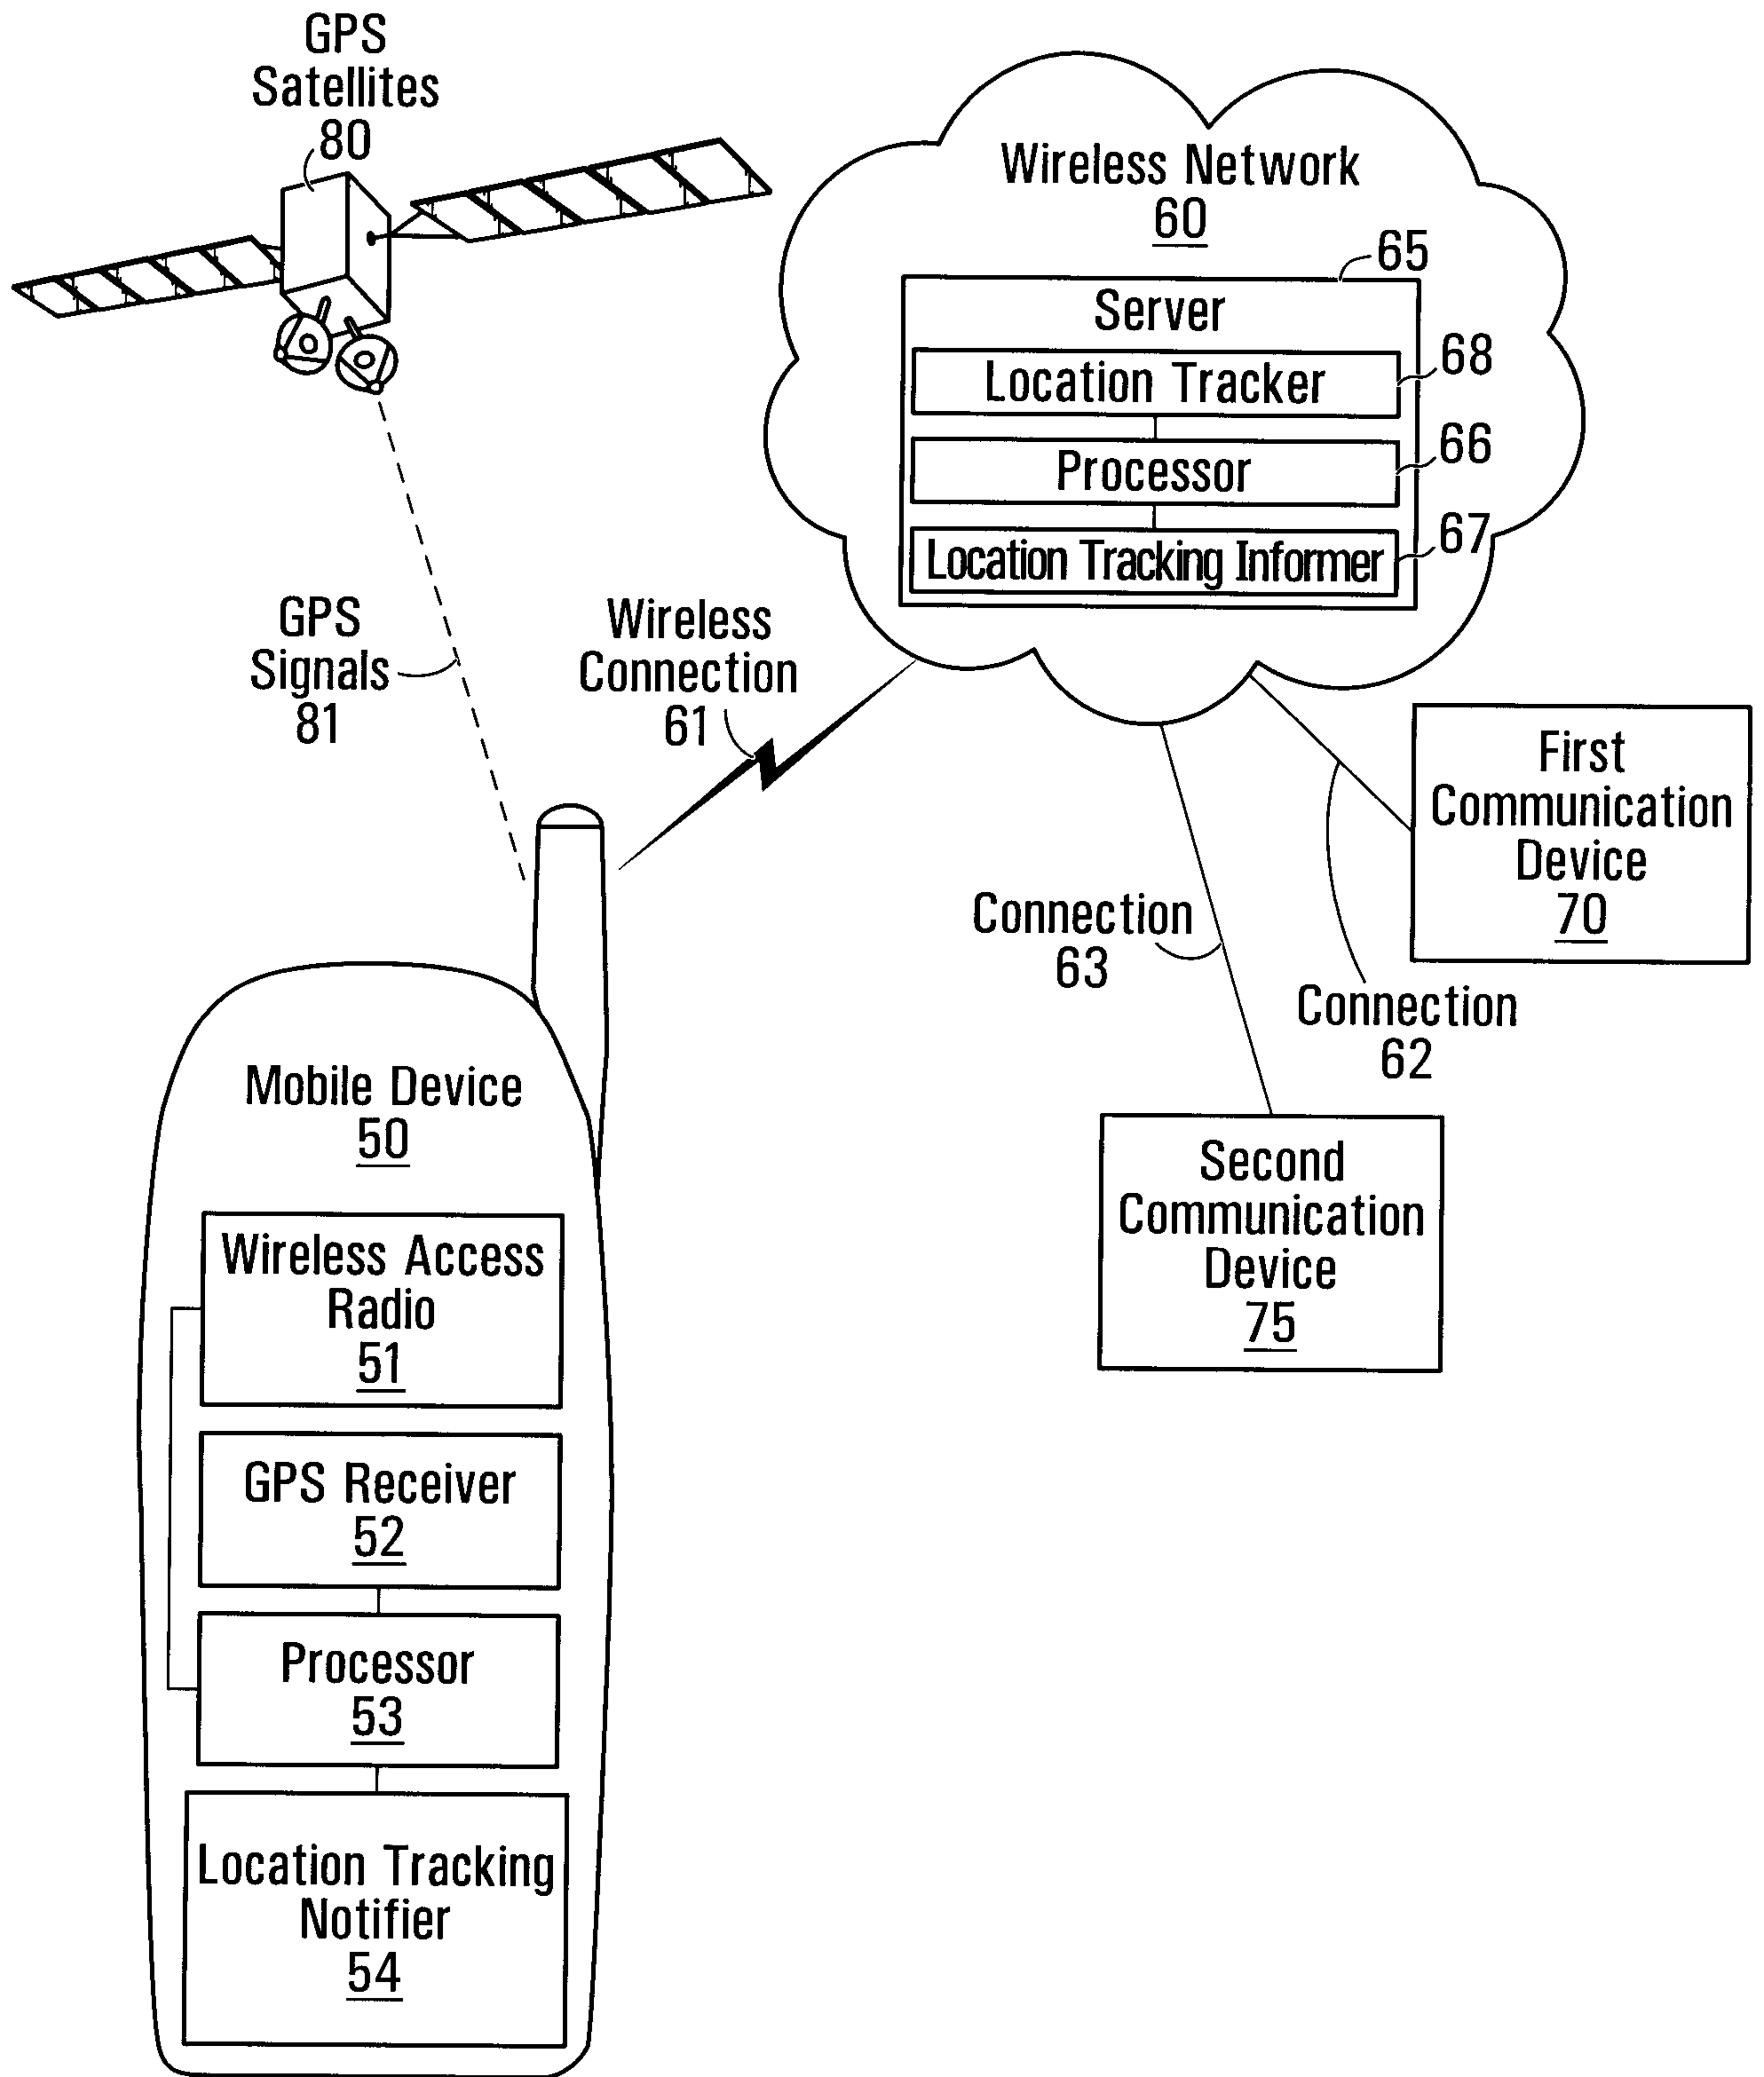 GPS
Satellites
80
Wireless Network
60
65
Server
Location Tracker
68
Processor
66
Location Tracking Informer
67
GPS
Signals
81
Wireless
Connection
61
First
Communication
Device
70
Connection
63
Connection
62
Second
Communication
Device
75
Mobile Device
50
Wireless Access
Radio
51
GPS Receiver
52
Processor
53
Location Tracking
Notifier
54